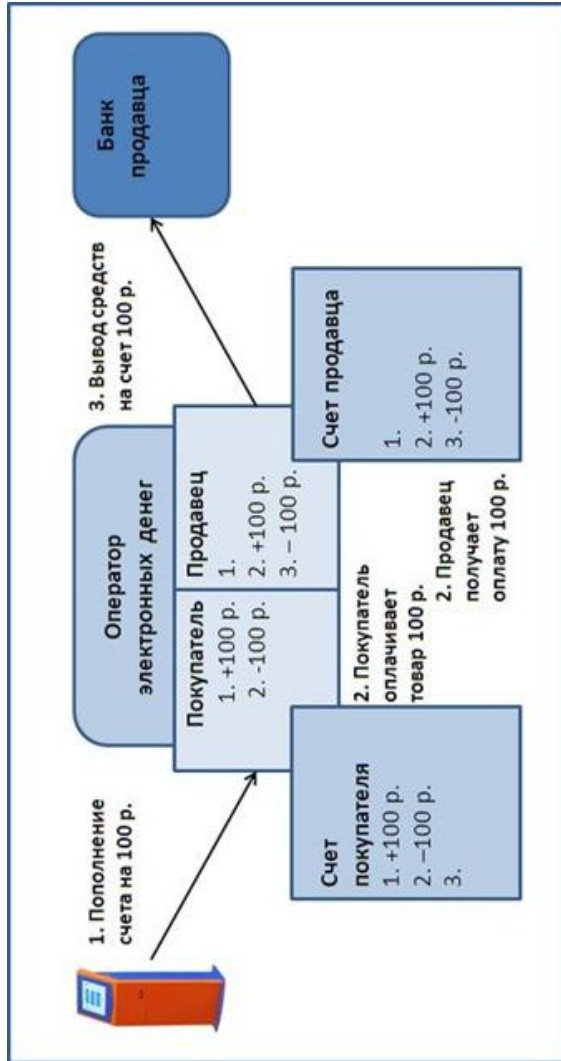 1. Пополнение
счета на 100 р.
Оператор
электронных денег
3. Вывод средств
на счет 100 р.
Банк
продавца
Покупатель
1. +100 р.
2. -100 р.
Продавец
1.
2. +100 р.
3. – 100 р.
Счет
покупателя
1. +100 р.
2. –100 р.
3.
2. Покупатель
оплачивает
товар 100 р.
2. Продавец
получает
оплату 100 р.
Счет продавца
1.
2. +100 р.
3. -100 р.